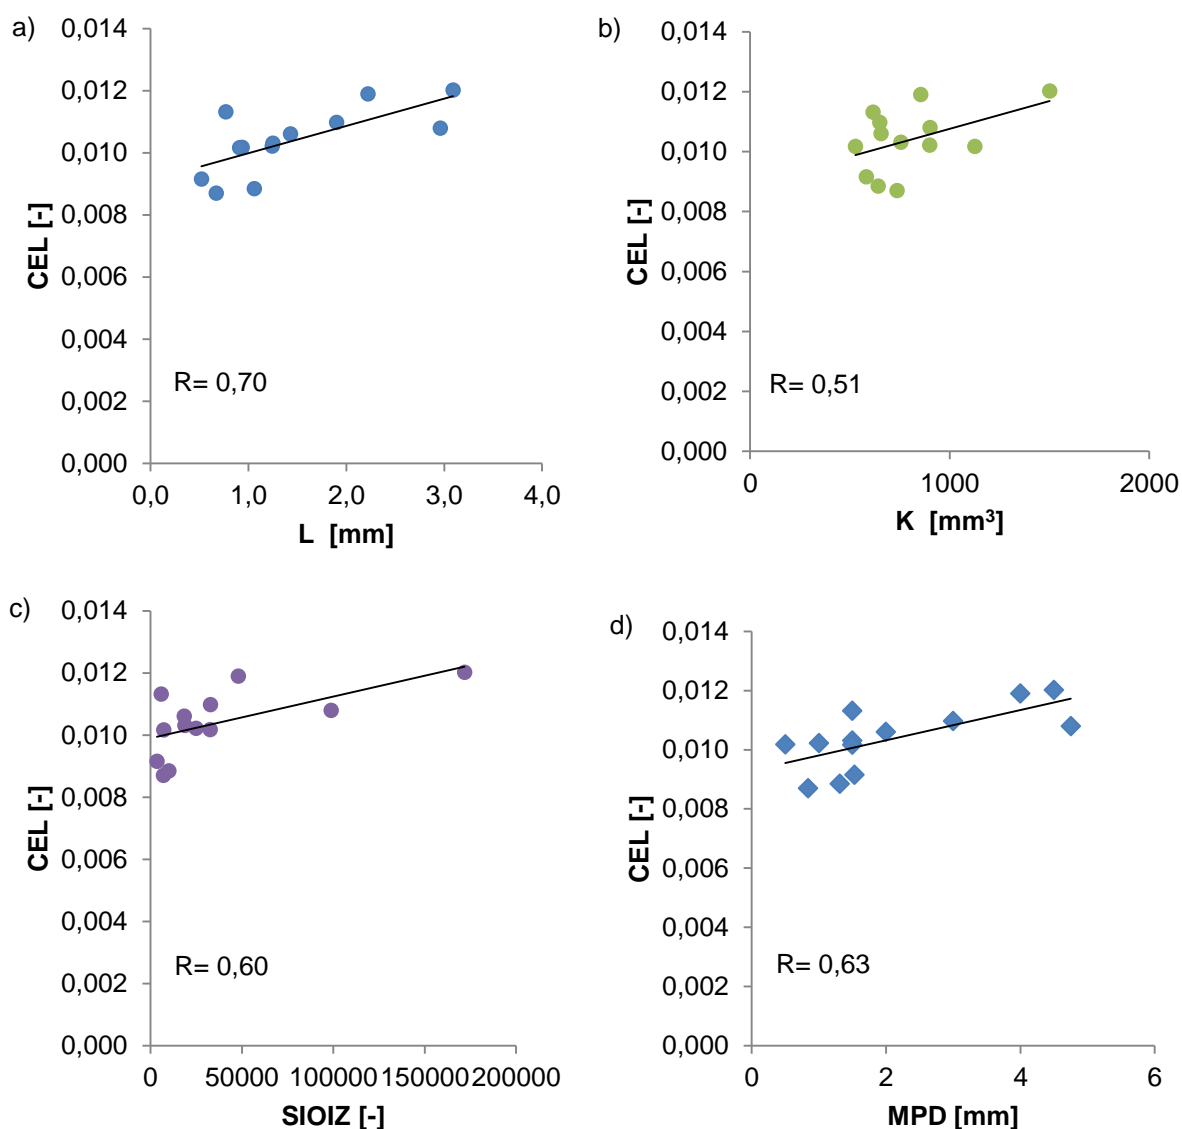 a)
0,014
0,012
0,010
0,008
0,006
0,004
0,002
0,000
CEL [-]
R= 0,70
0,0 1,0 2,0 3,0 4,0
L [mm]
b)
0,014
0,012
0,010
0,008
0,006
0,004
0,002
0,000
CEL [-]
R= 0,51
0 1000 2000
K [mm³]
c)
0,014
0,012
0,010
0,008
0,006
0,004
0,002
0,000
CEL [-]
R= 0,60
0 50000 100000 150000 200000
SIOIZ [-]
d)
0,014
0,012
0,010
0,008
0,006
0,004
0,002
0,000
CEL [-]
R= 0,63
0 2 4 6
MPD [mm]